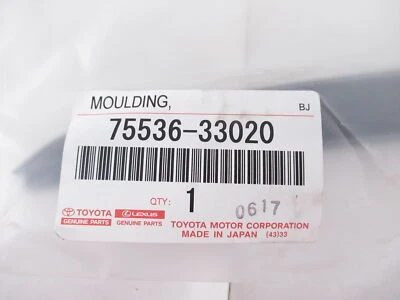 MOULDING,
BJ
75536-33020
QTY: 1
0617
TOYOTA LEXUS
GENUINE PARTS GENUINE PARTS
TOYOTA MOTOR CORPORATION
MADE IN JAPAN (43)33